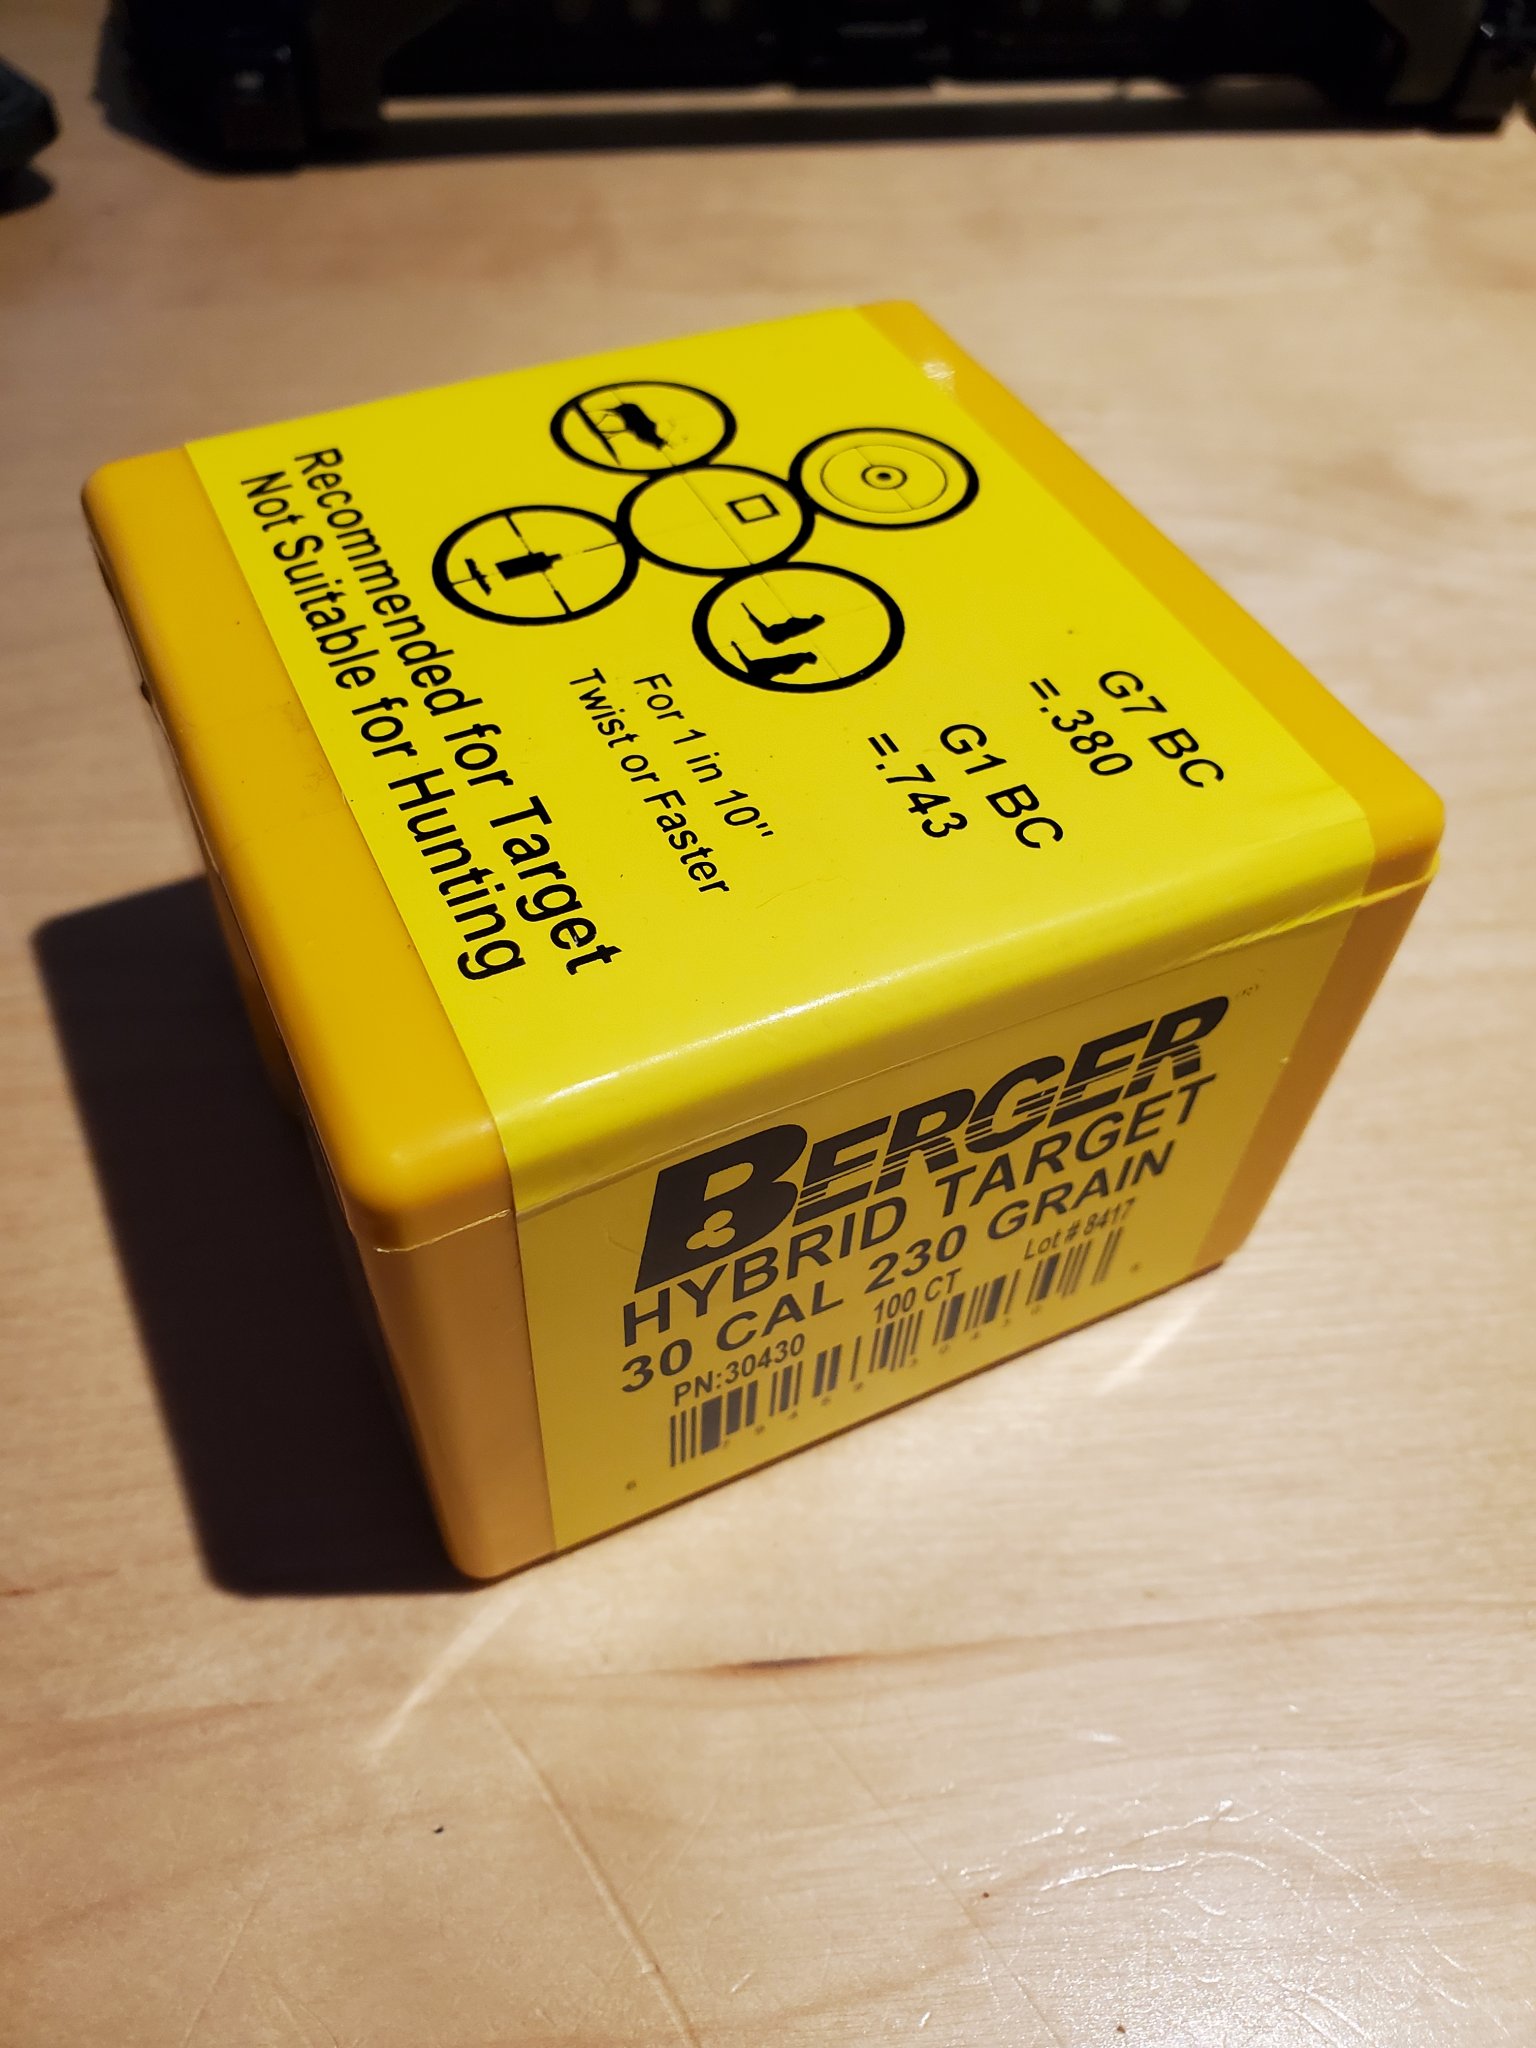 Recommended for Target
Not Suitable for Hunting
For 1 in 10"
Twist or Faster
G7 BC
=.380
G1 BC
=.743
BERGER
HYBRID TARGET
30 CAL 230 GRAIN
PN:30430 100 CT Lot # 8417